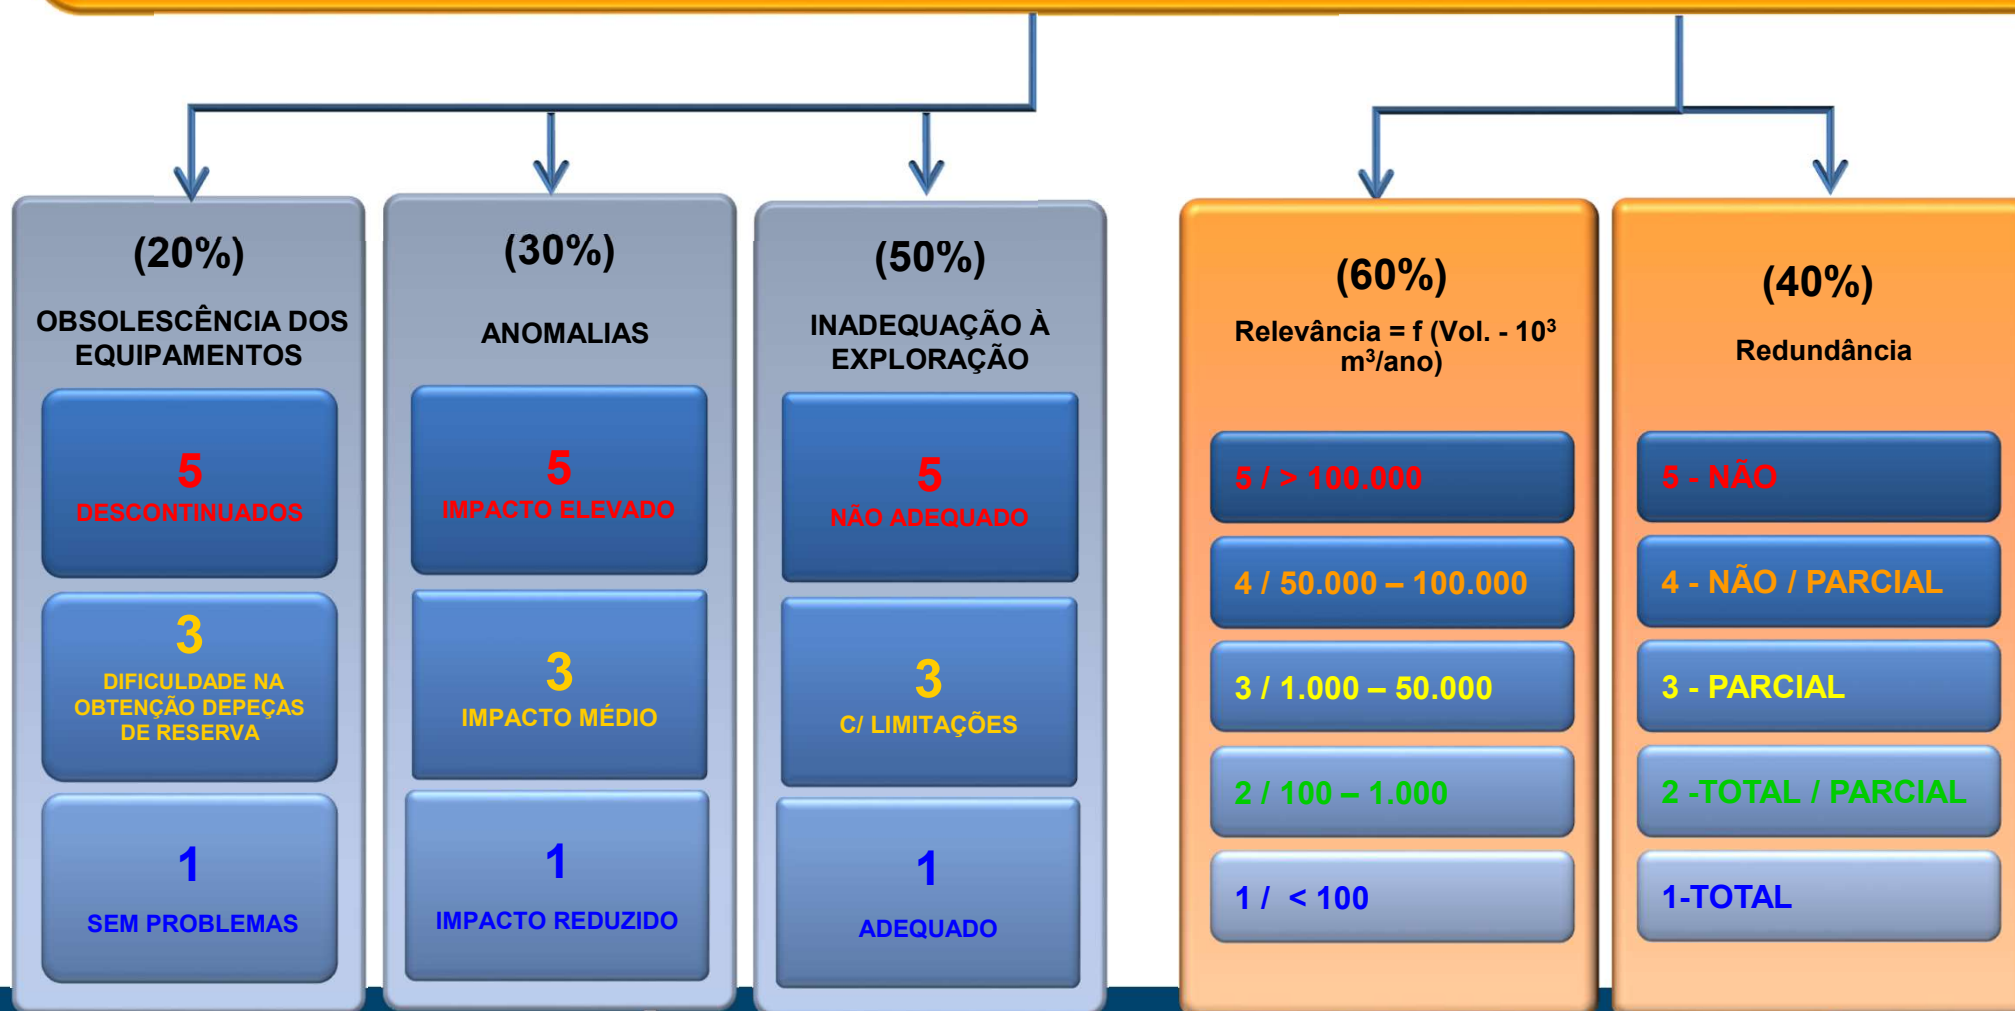 (20%)
OBSOLESCÊNCIA DOS
EQUIPAMENTOS
5
DESCONTINUADOS
3
DIFICULDADE NA
OBTENÇÃO DEPEÇAS
DE RESERVA
1
SEM PROBLEMAS
(30%)
ANOMALIAS
5
IMPACTO ELEVADO
3
IMPACTO MÉDIO
1
IMPACTO REDUZIDO
(50%)
INADEQUAÇÃO À
EXPLORAÇÃO
5
NÃO ADEQUADO
3
C/ LIMITAÇÕES
1
ADEQUADO
(60%)
Relevância = f (Vol. - 10³
m³/ano)
5 / > 100.000
4 / 50.000 – 100.000
3 / 1.000 – 50.000
2 / 100 – 1.000
1 / < 100
(40%)
Redundância
5 - NÃO
4 - NÃO / PARCIAL
3 - PARCIAL
2 -TOTAL / PARCIAL
1-TOTAL